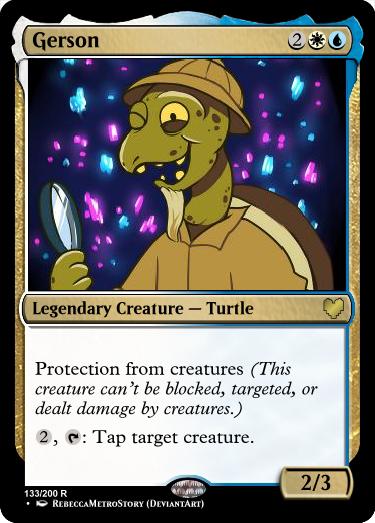 Gerson 2
Legendary Creature — Turtle
Protection from creatures (This
creature can't be blocked, targeted, or
dealt damage by creatures.)
2, : Tap target creature.
2/3
133/200 R
• RebeccaMetroStory (DeviantArt)